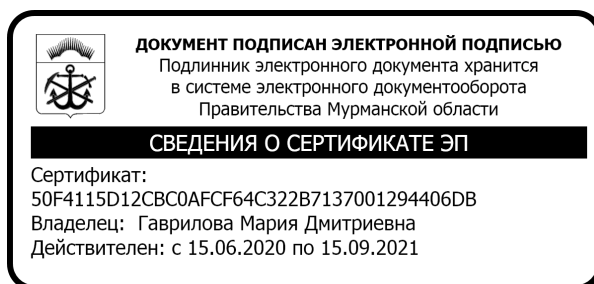 ДОКУМЕНТ ПОДПИСАН ЭЛЕКТРОННОЙ ПОДПИСЬЮ
Подлинник электронного документа хранится
в системе электронного документооборота
Правительства Мурманской области
СВЕДЕНИЯ О СЕРТИФИКАТЕ ЭП
Сертификат:
50F4115D12CBC0AFCF64C322B7137001294406DB
Владелец: Гаврилова Мария Дмитриевна
Действителен: с 15.06.2020 по 15.09.2021